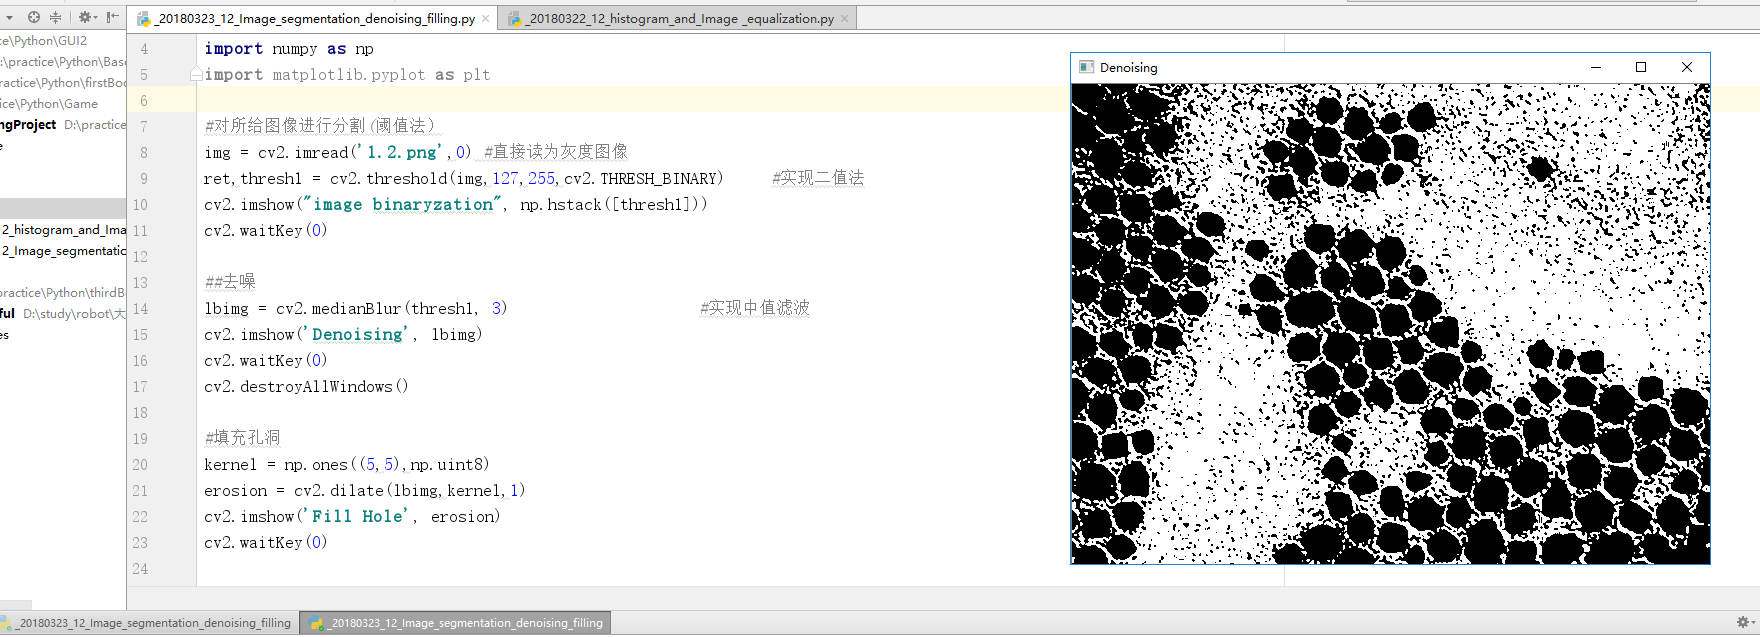 _20180323_12_Image_segmentation_denoising_filling.py
_20180322_12_histogram_and_Image _equalization.py
ce\Python\GUI2
:\practice\Python\Base
ractice\Python\firstBoo
ice\Python\Game
ngProject D:\practice
e
2_histogram_and_Ima
2_Image_segmentatic
practice\Python\thirdB
ful D:\study\robot\大
es
4 import numpy as np
5 import matplotlib.pyplot as plt
6
7 #对所给图像进行分割(阈值法）
8 img = cv2.imread('1.2.png',0) #直接读为灰度图像
9 ret,thresh1 = cv2.threshold(img,127,255,cv2.THRESH_BINARY) #实现二值法
10 cv2.imshow("image binaryzation", np.hstack([thresh1]))
11 cv2.waitKey(0)
12
13 ##去噪
14 lbimg = cv2.medianBlur(thresh1, 3) #实现中值滤波
15 cv2.imshow('Denoising', lbimg)
16 cv2.waitKey(0)
17 cv2.destroyAllWindows()
18
19 #填充孔洞
20 kernel = np.ones((5,5),np.uint8)
21 erosion = cv2.dilate(lbimg,kernel,1)
22 cv2.imshow('Fill Hole', erosion)
23 cv2.waitKey(0)
24
Denoising
_20180323_12_Image_segmentation_denoising_filling
_20180323_12_Image_segmentation_denoising_filling